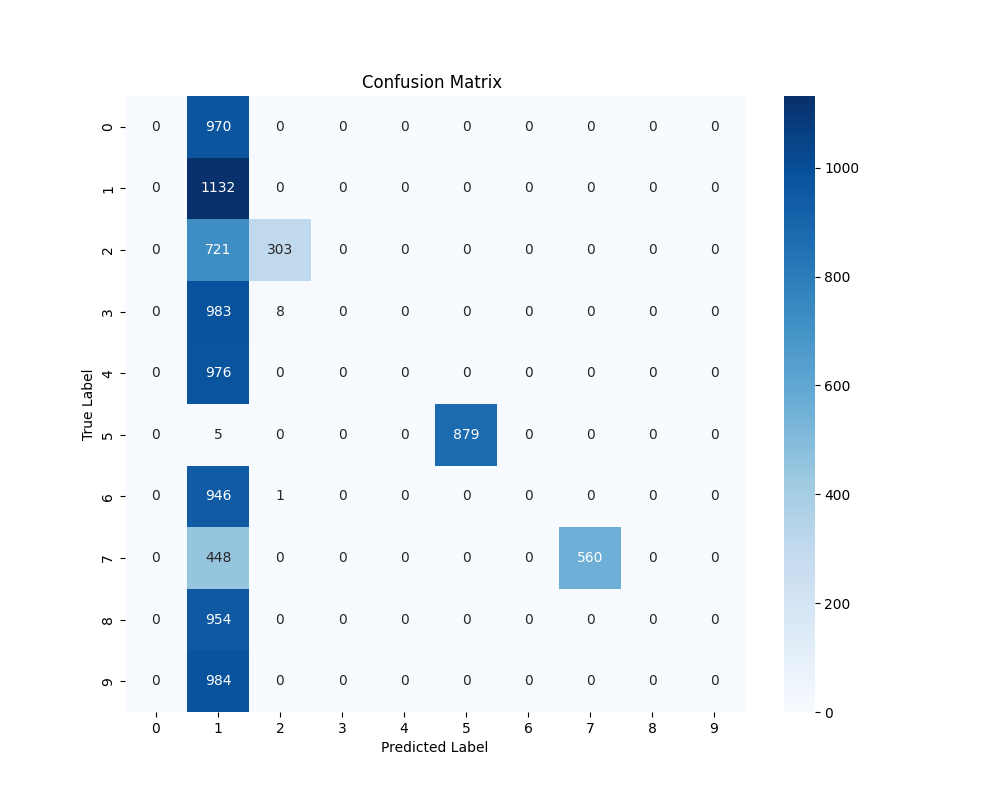 Confusion Matrix
0 0 970 0 0 0 0 0 0 0 0
1 0 1132 0 0 0 0 0 0 0 0
2 0 721 303 0 0 0 0 0 0 0
3 0 983 8 0 0 0 0 0 0 0
4 0 976 0 0 0 0 0 0 0 0
5 0 5 0 0 0 879 0 0 0 0
6 0 946 1 0 0 0 0 0 0 0
7 0 448 0 0 0 0 0 560 0 0
8 0 954 0 0 0 0 0 0 0 0
9 0 984 0 0 0 0 0 0 0 0
0 1 2 3 4 5 6 7 8 9
Predicted Label
True Label
1000
800
600
400
200
0